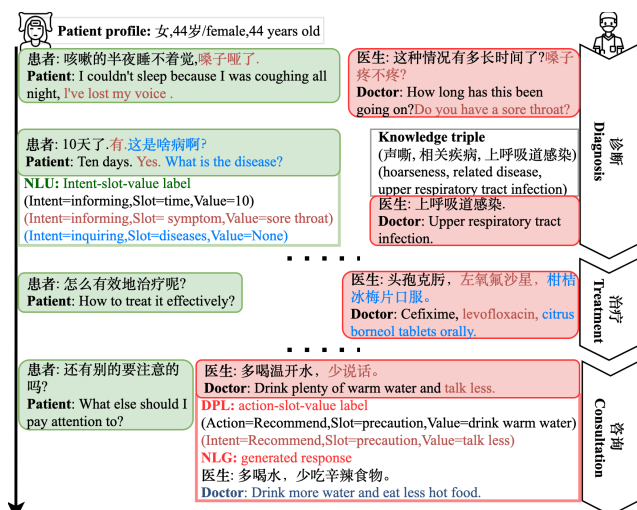 Patient profile: 女,44岁/female,44 years old
患者: 咳嗽的半夜睡不着觉,嗓子哑了.
Patient: I couldn't sleep because I was coughing all
night, I've lost my voice .
医生: 这种情况有多长时间了?嗓子
疼不疼?
Doctor: How long has this been
going on?Do you have a sore throat?
患者: 10天了.有.这是啥病啊?
Patient: Ten days. Yes. What is the disease?
NLU: Intent-slot-value label
(Intent=informing,Slot=time,Value=10)
(Intent=informing,Slot= symptom,Value=sore throat)
(Intent=inquiring,Slot=diseases,Value=None)
Knowledge triple
(声嘶, 相关疾病, 上呼吸道感染)
(hoarseness, related disease,
upper respiratory tract infection)
医生: 上呼吸道感染.
Doctor: Upper respiratory tract
infection.
诊断
Diagnosis
患者: 怎么有效地治疗呢?
Patient: How to treat it effectively?
医生: 头孢克肟，左氧氟沙星，柑桔
冰梅片口服。
Doctor: Cefixime, levofloxacin, citrus
borneol tablets orally.
治疗
Treatment
患者: 还有别的要注意的
吗?
Patient: What else should I
pay attention to?
医生: 多喝温开水，少说话。
Doctor: Drink plenty of warm water and talk less.
DPL: action-slot-value label
(Action=Recommend,Slot=precaution,Value=drink warm water)
(Intent=Recommend,Slot=precaution,Value=talk less)
NLG: generated response
医生: 多喝水，少吃辛辣食物。
Doctor: Drink more water and eat less hot food.
咨询
Consultation